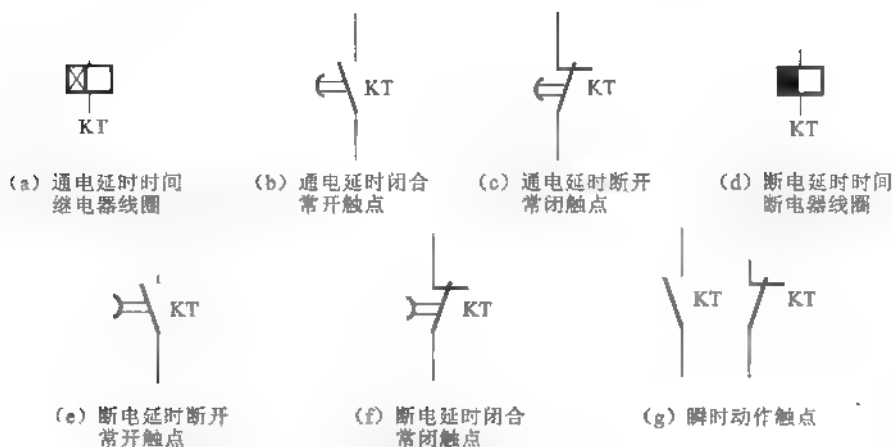 KT
KT
KT
KT
(a) 通电延时时间
继电器线圈
(b) 通电延时闭合
常开触点
(c) 通电延时断开
常闭触点
(d) 断电延时时间
断电器线圈
KT
KT
KT
KT
(e) 断电延时断开
常开触点
(f) 断电延时闭合
常闭触点
(g) 瞬时动作触点